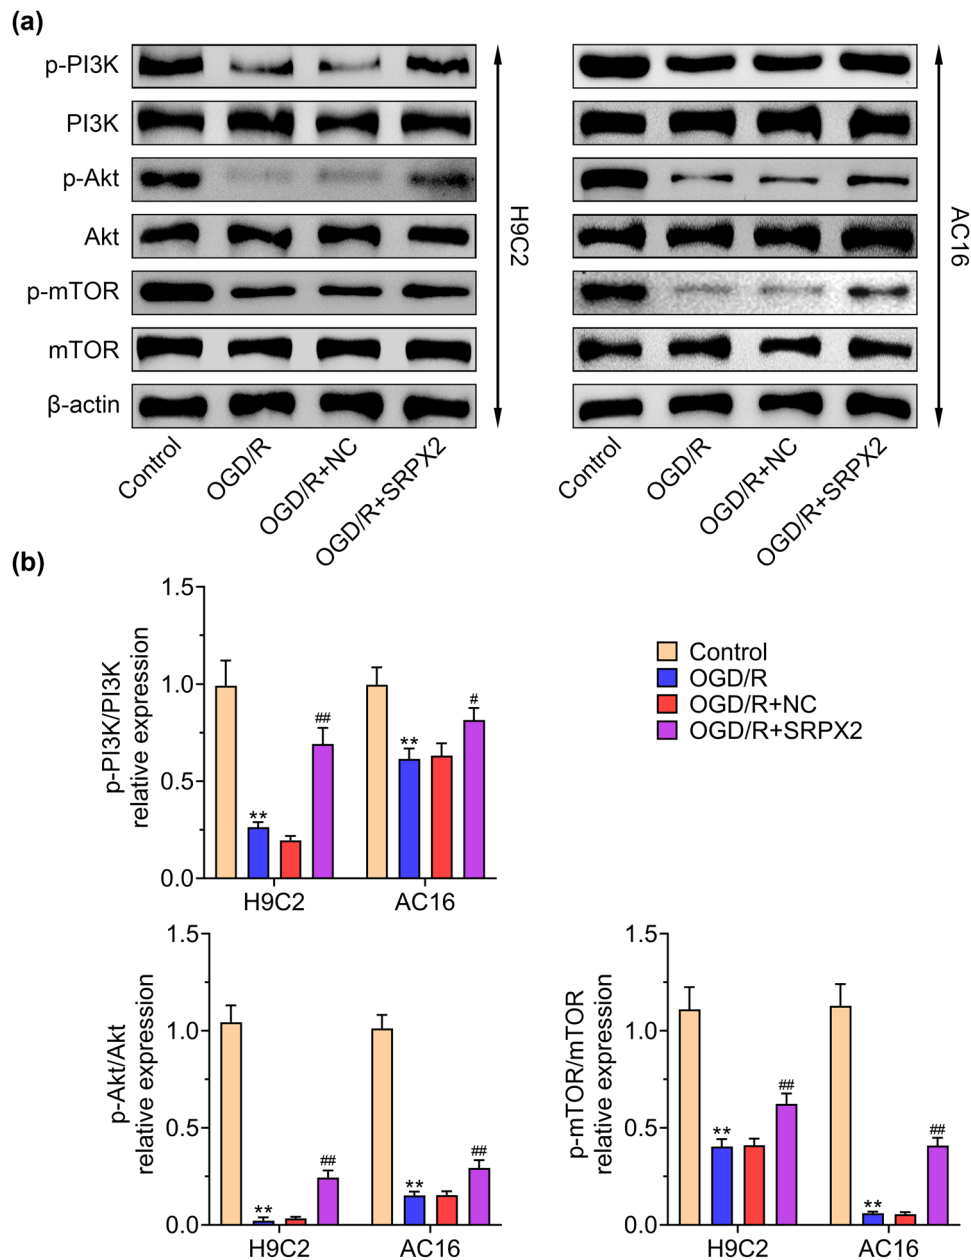 (a)
p-PI3K
PI3K
p-Akt
Akt
p-mTOR
mTOR
β-actin
H9C2
AC16
Control
OGD/R
OGD/R+NC
OGD/R+SRPX2
Control
OGD/R
OGD/R+NC
OGD/R+SRPX2
(b)
p-PI3K/PI3K
relative expression
1.5
1.0
0.5
0.0
**
##
**
#
H9C2
AC16
Control
OGD/R
OGD/R+NC
OGD/R+SRPX2
p-Akt/Akt
relative expression
1.5
1.0
0.5
0.0
**
##
**
##
H9C2
AC16
p-mTOR/mTOR
relative expression
1.5
1.0
0.5
0.0
**
##
**
##
H9C2
AC16